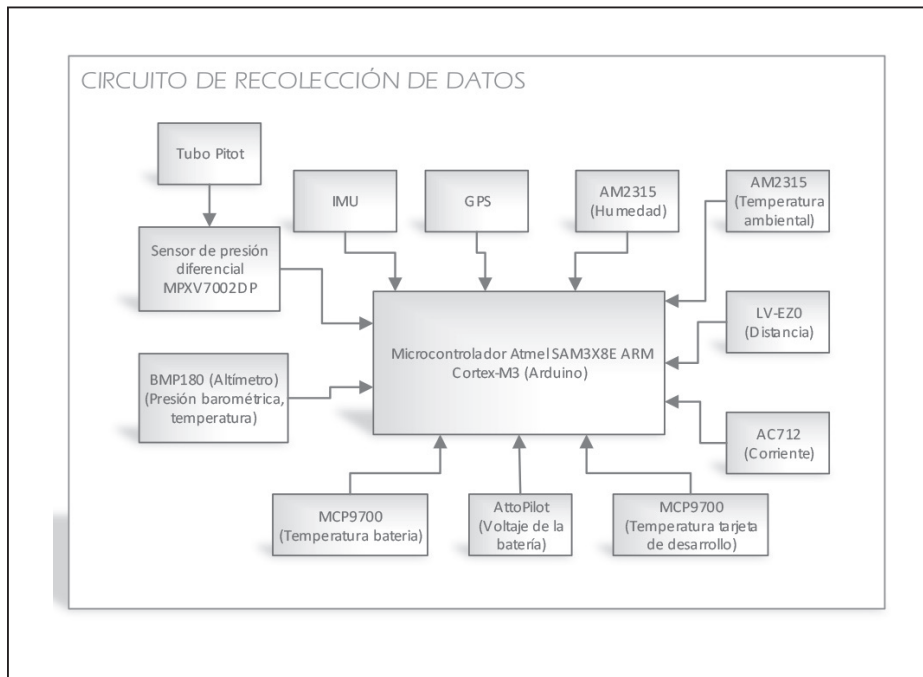 CIRCUITO DE RECOLECCIÓN DE DATOS
Tubo Pitot
IMU
GPS
AM2315
(Humedad)
AM2315
(Temperatura
ambiental)
Sensor de presión
diferencial
MPXV7002DP
LV-EZ0
(Distancia)
Microcontrolador Atmel SAM3X8E ARM
Cortex-M3 (Arduino)
BMP180 (Altímetro)
(Presión barométrica,
temperatura)
AC712
(Corriente)
MCP9700
(Temperatura bateria)
AttoPilot
(Voltaje de la
batería)
MCP9700
(Temperatura tarjeta
de desarrollo)